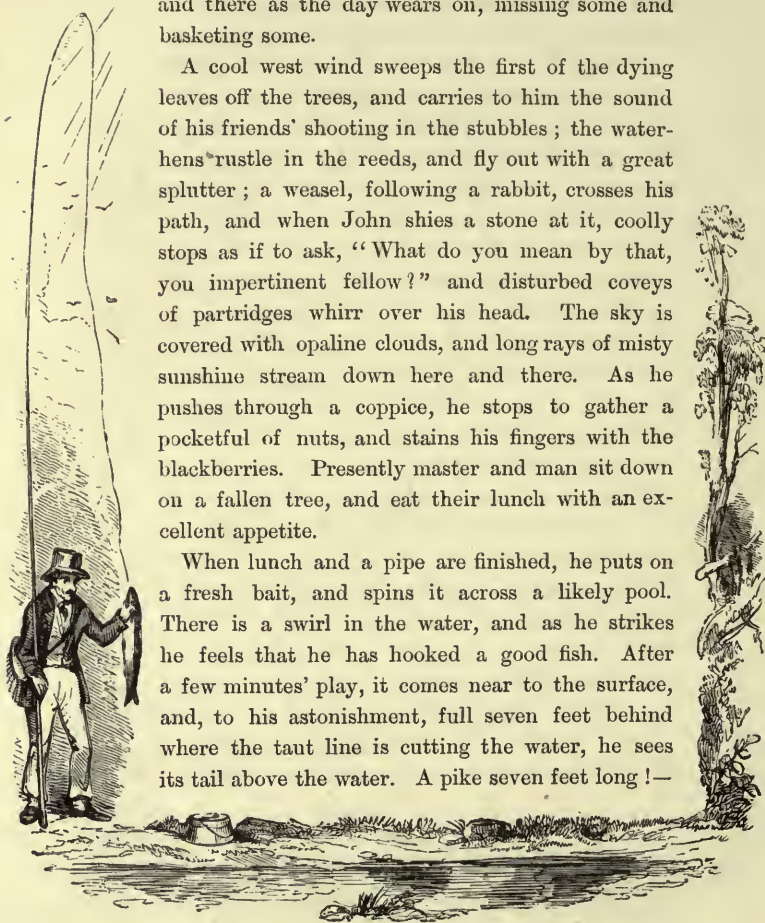 and there as the day wears on, missing some and
basketing some.
A cool west wind sweeps the first of the dying
leaves off the trees, and carries to him the sound
of his friends' shooting in the stubbles ; the water-
hens rustle in the reeds, and fly out with a great
splutter ; a weasel, following a rabbit, crosses his
path, and when John shies a stone at it, coolly
stops as if to ask, “What do you mean by that,
you impertinent fellow?” and disturbed coveys
of partridges whirr over his head. The sky is
covered with opaline clouds, and long rays of misty
sunshine stream down here and there. As he
pushes through a coppice, he stops to gather a
pocketful of nuts, and stains his fingers with the
blackberries. Presently master and man sit down
on a fallen tree, and eat their lunch with an ex-
cellent appetite.
When lunch and a pipe are finished, he puts on
a fresh bait, and spins it across a likely pool.
There is a swirl in the water, and as he strikes
he feels that he has hooked a good fish. After
a few minutes' play, it comes near to the surface,
and, to his astonishment, full seven feet behind
where the taut line is cutting the water, he sees
its tail above the water. A pike seven feet long !—